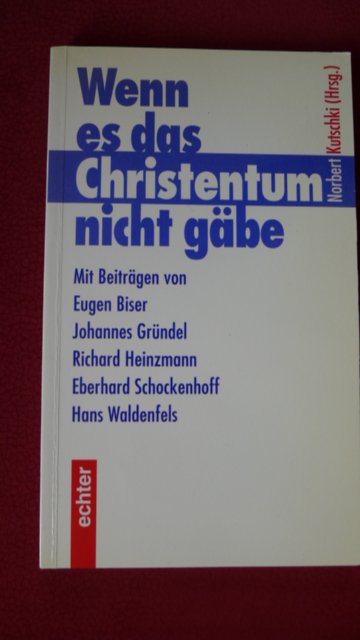 Wenn
es das
Christentum
nicht gäbe
Norbert Kutschki (Hrsg.)
Mit Beiträgen von
Eugen Biser
Johannes Gründel
Richard Heinzmann
Eberhard Schockenhoff
Hans Waldenfels
echter